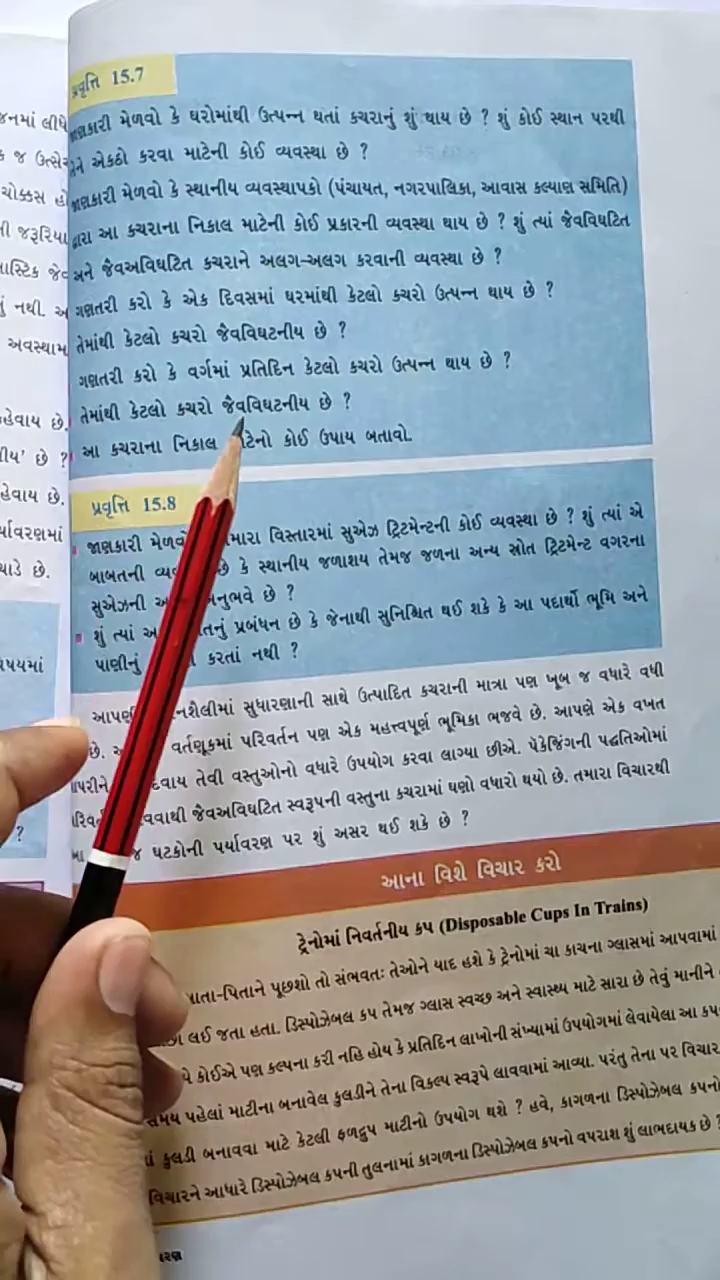 જનમાં લીધે
ક જ ઉત્સેચ
ચોક્કસ હો
ની જરૂરિયા
ાસ્ટિક જેવ
નું નથી. અ
અવસ્થામ
હેવાય છે.
ીય' છે ?
હેવાય છે.
ર્યાવરણમાં
યાડે છે.
વિષયમાં
?
પ્રવૃત્તિ 15.7
જાણકારી મેળવો કે ઘરોમાંથી ઉત્પન્ન થતાં કચરાનું શું થાય છે ? શું કોઈ સ્થાન પરથી
તેને એકઠો કરવા માટેની કોઈ વ્યવસ્થા છે ?
જાણકારી મેળવો કે સ્થાનીય વ્યવસ્થાપકો (પંચાયત, નગરપાલિકા, આવાસ કલ્યાણ સમિતિ)
દ્વારા આ કચરાના નિકાલ માટેની કોઈ પ્રકારની વ્યવસ્થા થાય છે ? શું ત્યાં જૈવવિઘટિત
અને જૈવઅવિઘટિત કચરાને અલગ-અલગ કરવાની વ્યવસ્થા છે ?
ગણતરી કરો કે એક દિવસમાં ઘરમાંથી કેટલો કચરો ઉત્પન્ન થાય છે ?
તેમાંથી કેટલો કચરો જૈવવિઘટનીય છે ?
ગણતરી કરો કે વર્ગમાં પ્રતિદિન કેટલો કચરો ઉત્પન્ન થાય છે ?
તેમાંથી કેટલો કચરો જૈવવિઘટનીય છે ?
આ કચરાના નિકાલ ાટેનો કોઈ ઉપાય બતાવો.
પ્રવૃત્તિ 15.8
જાણકારી મેળવો મારા વિસ્તારમાં સુએઝ ટ્રિટમેન્ટની કોઈ વ્યવસ્થા છે ? શું ત્યાં એ
બાબતની વ્ય છે કે સ્થાનીય જળાશય તેમજ જળના અન્ય સ્રોત ટ્રિટમેન્ટ વગરના
સુએઝની અ નુભવે છે ?
શું ત્યાં આ તનું પ્રબંધન છે કે જેનાથી સુનિશ્ચિત થઈ શકે કે આ પદાર્થો ભૂમિ અને
પાણીનું કરતાં નથી ?
આપણી નશૈલીમાં સુધારણાની સાથે ઉત્પાદિત કચરાની માત્રા પણ ખૂબ જ વધારે વધી
છે. વર્તણૂકમાં પરિવર્તન પણ એક મહત્ત્વપૂર્ણ ભૂમિકા ભજવે છે. આપણે એક વખત
ાપરીને દેવાય તેવી વસ્તુઓનો વધારે ઉપયોગ કરવા લાગ્યા છીએ. પેકેજિંગની પદ્ધતિઓમાં
રિવર્ વવાથી જૈવઅવિઘટિત સ્વરૂપની વસ્તુના કચરામાં ઘણો વધારો થયો છે. તમારા વિચારથી
આ જ ઘટકોની પર્યાવરણ પર શું અસર થઈ શકે છે ?
આના વિશે વિચાર કરો
ટ્રેનોમાં નિવર્તનીય કપ (Disposable Cups In Trains)
માતા-પિતાને પૂછશો તો સંભવતઃ તેઓને યાદ હશે કે ટ્રેનોમાં ચા કાચના ગ્લાસમાં આપવામાં
લઈ જતા હતા. ડિસ્પોઝેબલ કપ તેમજ ગ્લાસ સ્વચ્છ અને સ્વાસ્થ્ય માટે સારા છે તેવું માનીને
યે કોઈએ પણ કલ્પના કરી નહિ હોય કે પ્રતિદિન લાખોની સંખ્યામાં ઉપયોગમાં લેવાયેલા આ કપ
સમય પહેલાં માટીના બનાવેલ કુલડીને તેના વિકલ્પ સ્વરૂપે લાવવામાં આવ્યા. પરંતુ તેના પર વિચાર
ાં કુલડી બનાવવા માટે કેટલી ફળદ્રુપ માટીનો ઉપયોગ થશે ? હવે, કાગળના ડિસ્પોઝેબલ કપનો
વિચારને આધારે ડિસ્પોઝેબલ કપની તુલનામાં કાગળના ડિસ્પોઝેબલ કપનો વપરાશ શું લાભદાયક છે ?
વરણ